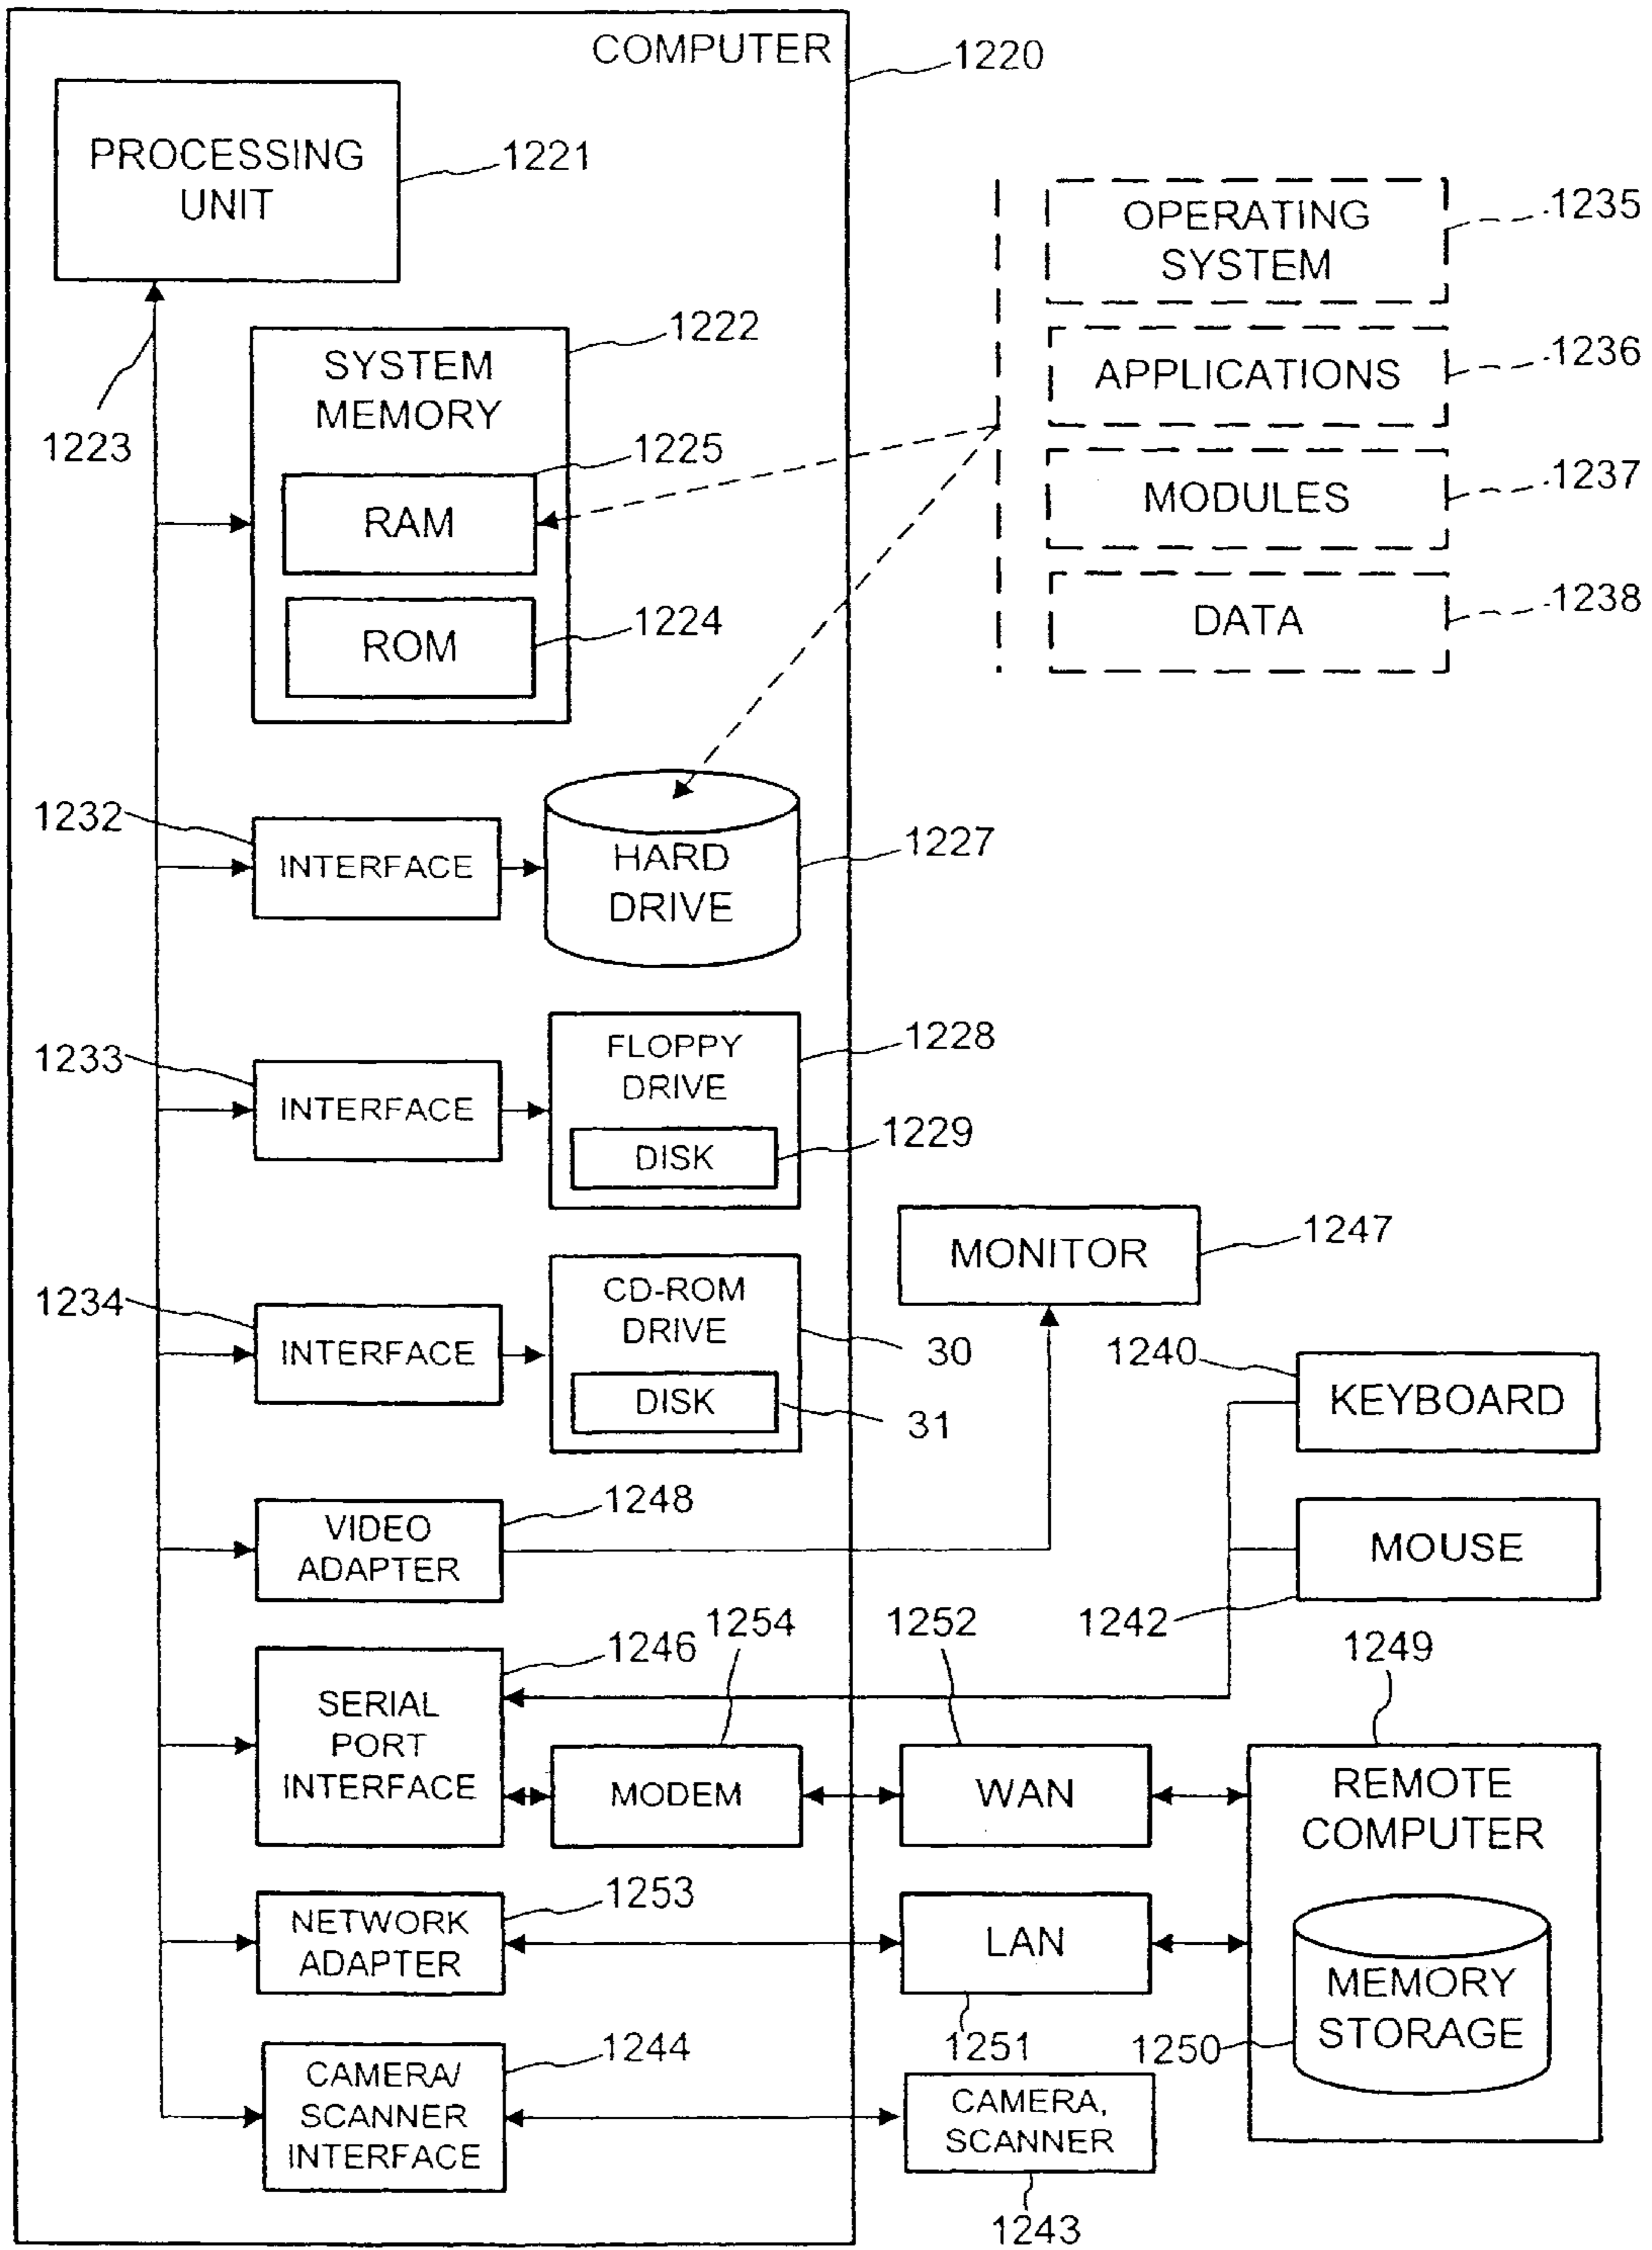 COMPUTER
1220
PROCESSING
UNIT
1221
1223
SYSTEM
MEMORY
1222
RAM
1225
ROM
1224
OPERATING
SYSTEM
1235
APPLICATIONS
1236
MODULES
1237
DATA
1238
1232
INTERFACE
HARD
DRIVE
1227
1233
INTERFACE
FLOPPY
DRIVE
1228
DISK
1229
1234
INTERFACE
CD-ROM
DRIVE
30
DISK
31
MONITOR
1247
1240
KEYBOARD
MOUSE
1242
VIDEO
ADAPTER
1248
SERIAL
PORT
INTERFACE
1246
MODEM
1254
WAN
1252
1249
REMOTE
COMPUTER
MEMORY
STORAGE
1250
NETWORK
ADAPTER
1253
LAN
1251
CAMERA/
SCANNER
INTERFACE
1244
CAMERA,
SCANNER
1243